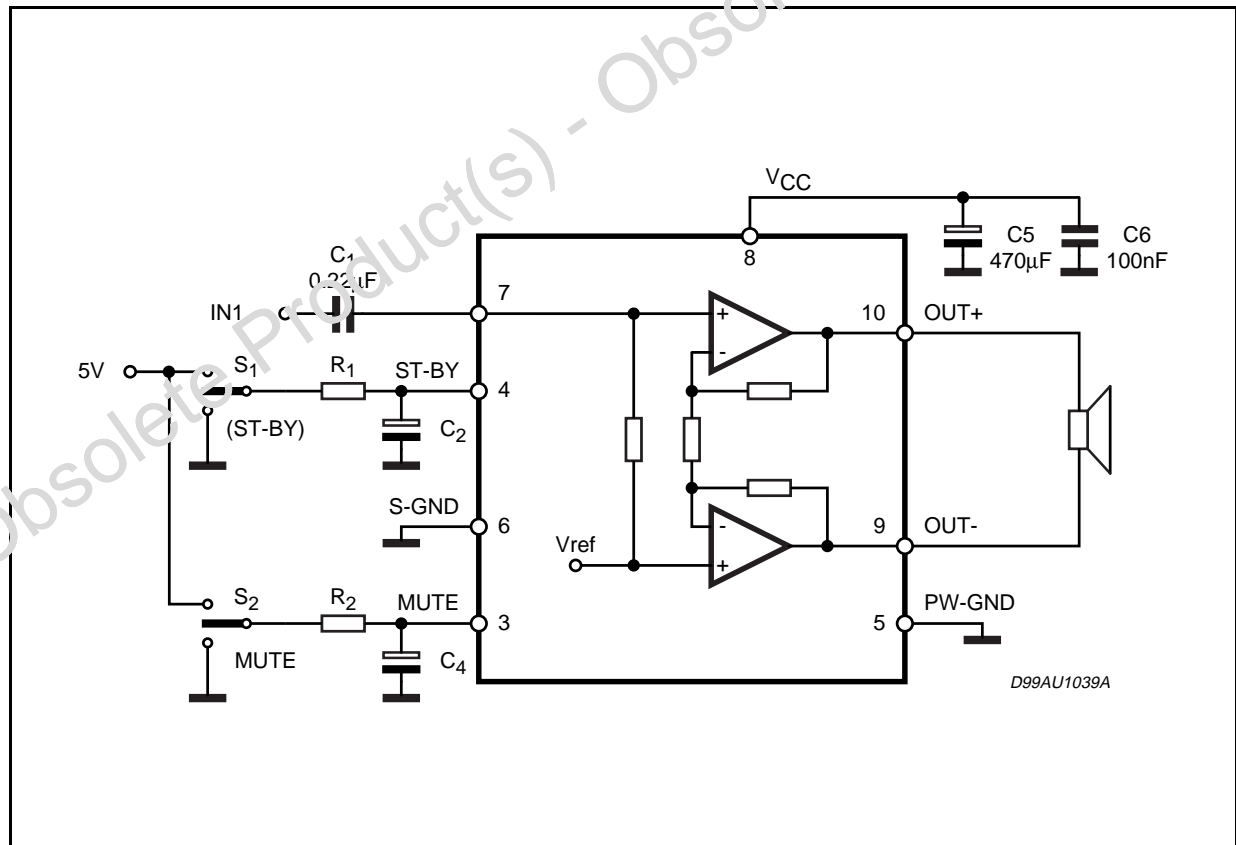 Obsolete Product(s) - Obsol
VCC
C5
470µF
C6
100nF
8
C1
0.22µF
IN1
7
10
OUT+
+
-
5V
S1
R1
ST-BY
4
(ST-BY)
C2
S-GND
6
Vref
-
+
9
OUT-
S2
R2
MUTE
3
MUTE
C4
PW-GND
5
D99AU1039A